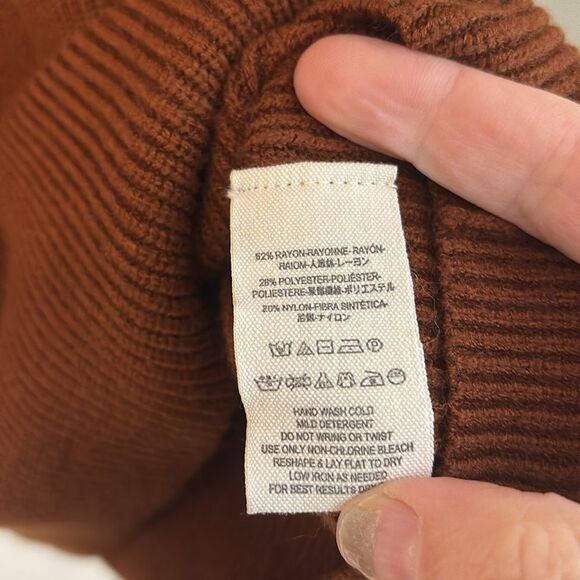 52% RAYON-RAYONNE-RAYÓN-
RAIOM-人造絲-レーヨン
28% POLYESTER-POLIÉSTER-
POLIESTERE-聚酯纖維-ポリエステル
20% NYLON-FIBRA SINTÉTICA-
ナイロン
HAND WASH COLD
MILD DETERGENT
DO NOT WRING OR TWIST
USE ONLY NON-CHLORINE BLEACH
RESHAPE & LAY FLAT TO DRY
LOW IRON AS NEEDED
FOR BEST RESULTS DRY